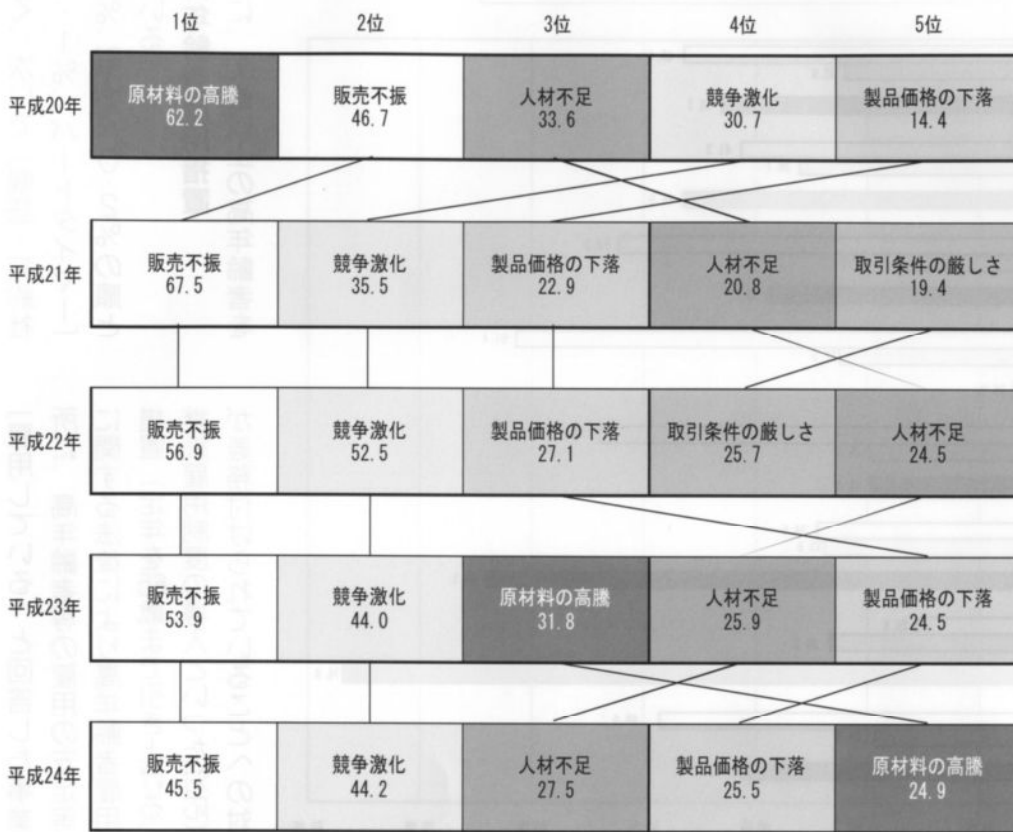 1位 2位 3位 4位 5位
平成20年
原材料の高騰 販売不振 人材不足 競争激化 製品価格の下落
62.2 46.7 33.6 30.7 14.4
平成21年
販売不振 競争激化 製品価格の下落 人材不足 取引条件の厳しさ
67.5 35.5 22.9 20.8 19.4
平成22年
販売不振 競争激化 製品価格の下落 取引条件の厳しさ 人材不足
56.9 52.5 27.1 25.7 24.5
平成23年
販売不振 競争激化 原材料の高騰 人材不足 製品価格の下落
53.9 44.0 31.8 25.9 24.5
平成24年
販売不振 競争激化 人材不足 製品価格の下落 原材料の高騰
45.5 44.2 27.5 25.5 24.9